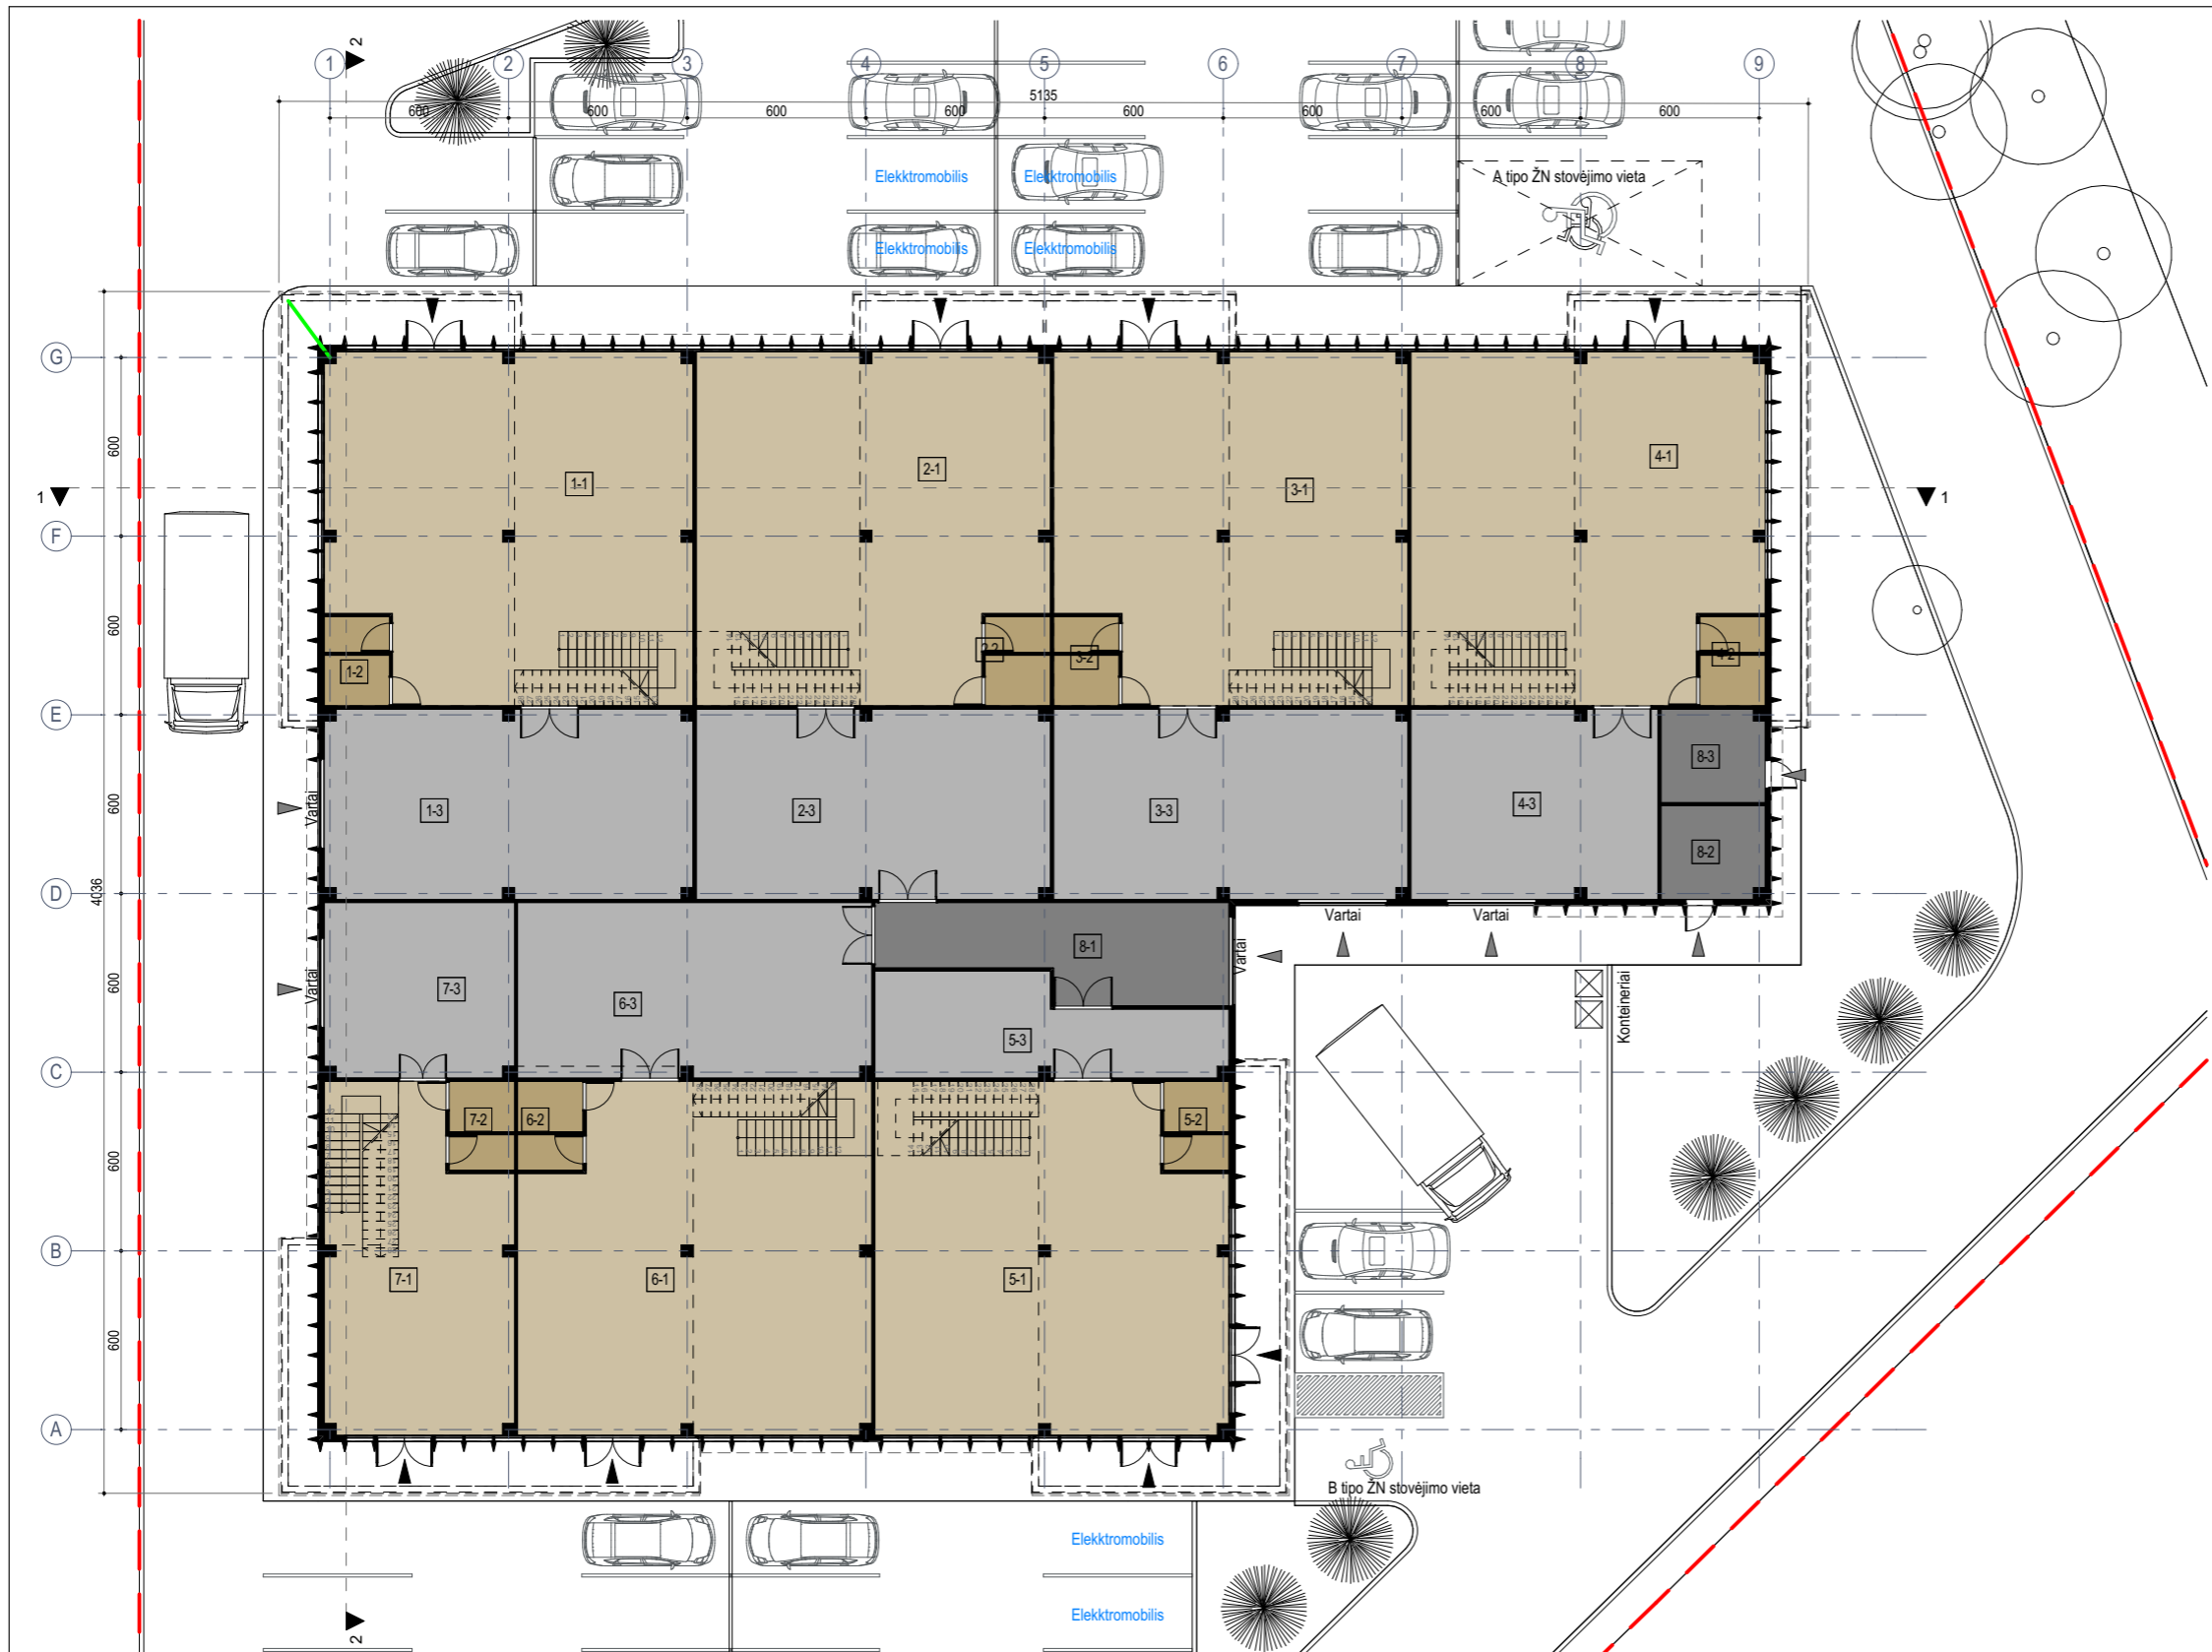 2
1 2 3 4 5 6 7 8 9
5135
600 600 600 600 600 600 600 600
Elekktromobilis Elekktromobilis
A tipo ŽN stovėjimo vieta
Elekktromobilis Elekktromobilis
G
600
1-1 2-1 3-1 4-1
1 1
F
600
1-2 2-2 3-2 4-2
E
600
Vartai
1-3 2-3 3-3 4-3 8-3
8-2
4036
D
Vartai Vartai
600
Vartai
7-3 6-3 8-1
Vartai
Konteineriai
5-3
C
600
7-2 6-2 5-2
B
600
7-1 6-1 5-1
A
B tipo ŽN stovėjimo vieta
Elekktromobilis
Elekktromobilis
2